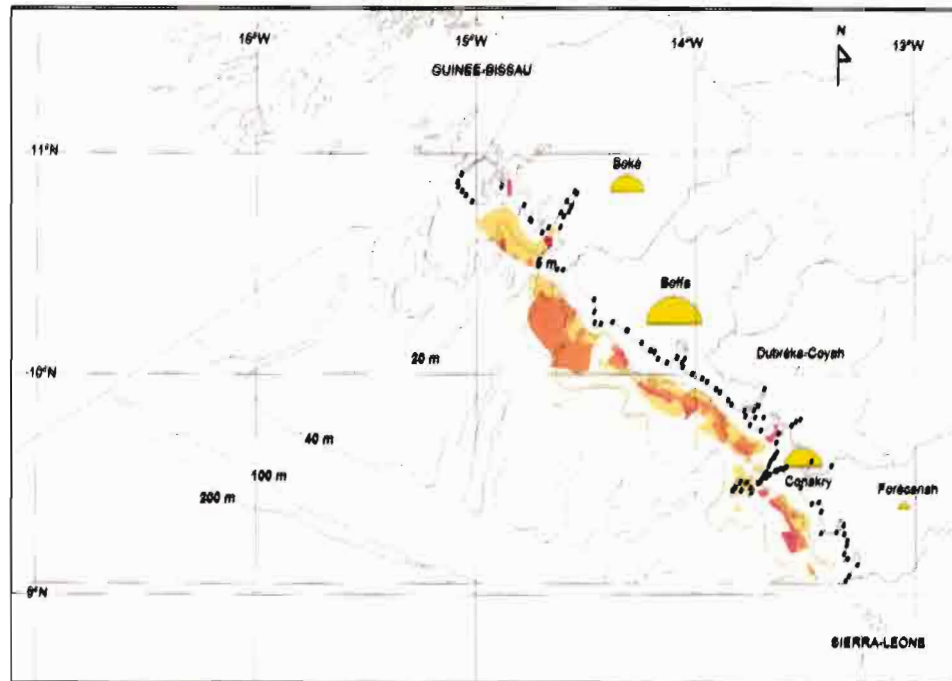 16°W
15°W
14°W
N
13°W
GUINEE-BISSAU
11°N
Boké
5 m
Boffa
Dubréka-Coyah
10°N
20 m
40 m
100 m
200 m
Conakry
Forécariah
9°N
SIERRA-LEONE